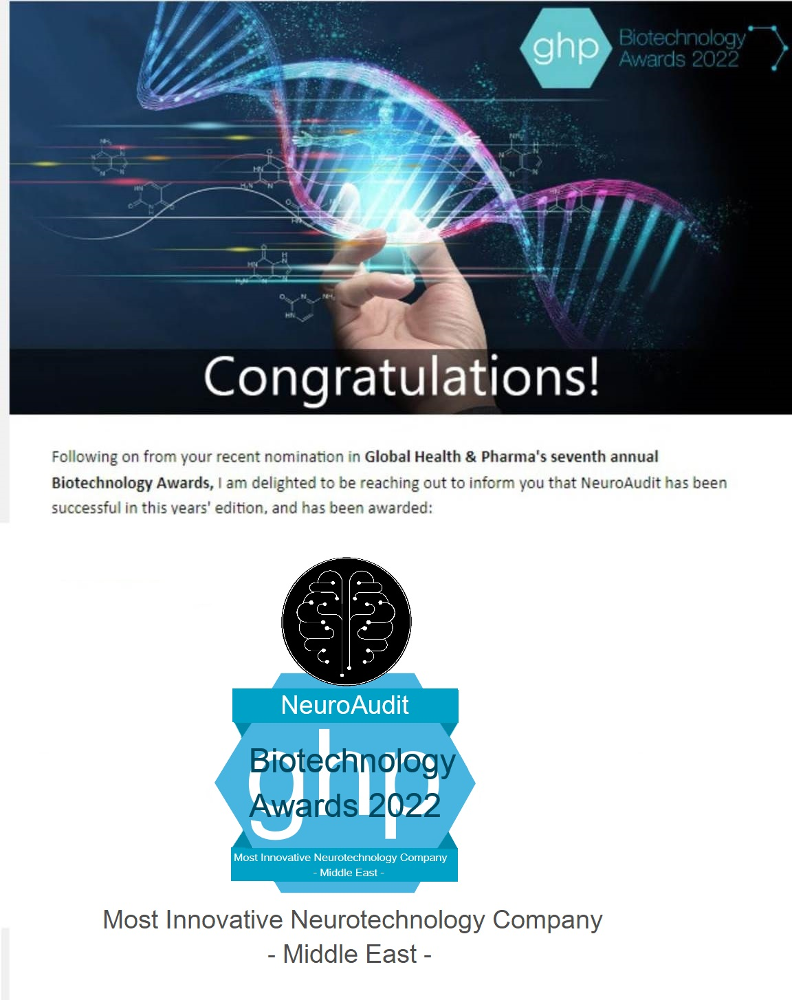 ghp
Biotechnology
Awards 2022
Congratulations!
Following on from your recent nomination in Global Health & Pharma's seventh annual
Biotechnology Awards, I am delighted to be reaching out to inform you that NeuroAudit has been
successful in this years' edition, and has been awarded:
NeuroAudit
ghp
Biotechnology
Awards 2022
Most Innovative Neurotechnology Company
- Middle East -
Most Innovative Neurotechnology Company
- Middle East -